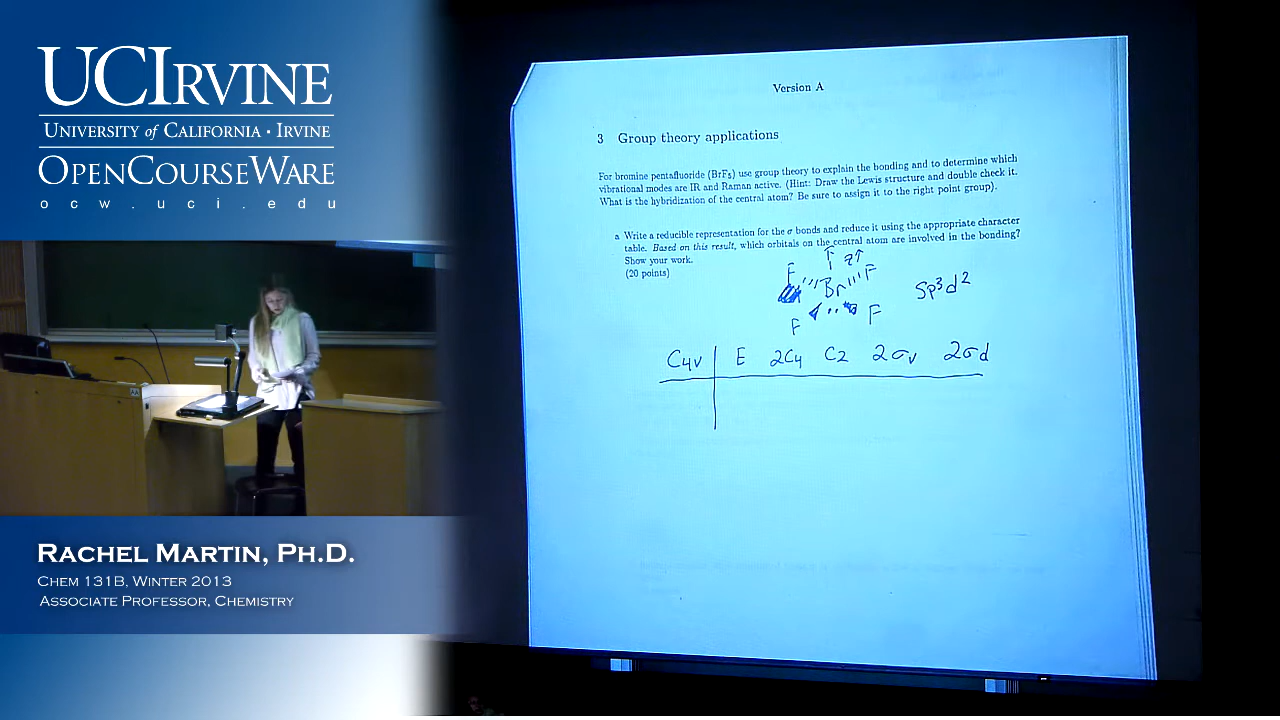 UCIRVINE
UNIVERSITY of CALIFORNIA · IRVINE
OPENCOURSEWARE
ocw.uci.edu
RACHEL MARTIN, PH.D.
CHEM 131B, WINTER 2013
ASSOCIATE PROFESSOR, CHEMISTRY
Version A
3 Group theory applications
For bromine pentafluoride (BrF₅) use group theory to explain the bonding and to determine which
vibrational modes are IR and Raman active. (Hint: Draw the Lewis structure and double check it.
What is the hybridization of the central atom? Be sure to assign it to the right point group).
a Write a reducible representation for the σ bonds and reduce it using the appropriate character
table. Based on this result, which orbitals on the central atom are involved in the bonding?
Show your work.
(20 points)
F z↑
F Br F
F F
sp³d²
C4v E 2C4 C2 2σv 2σd